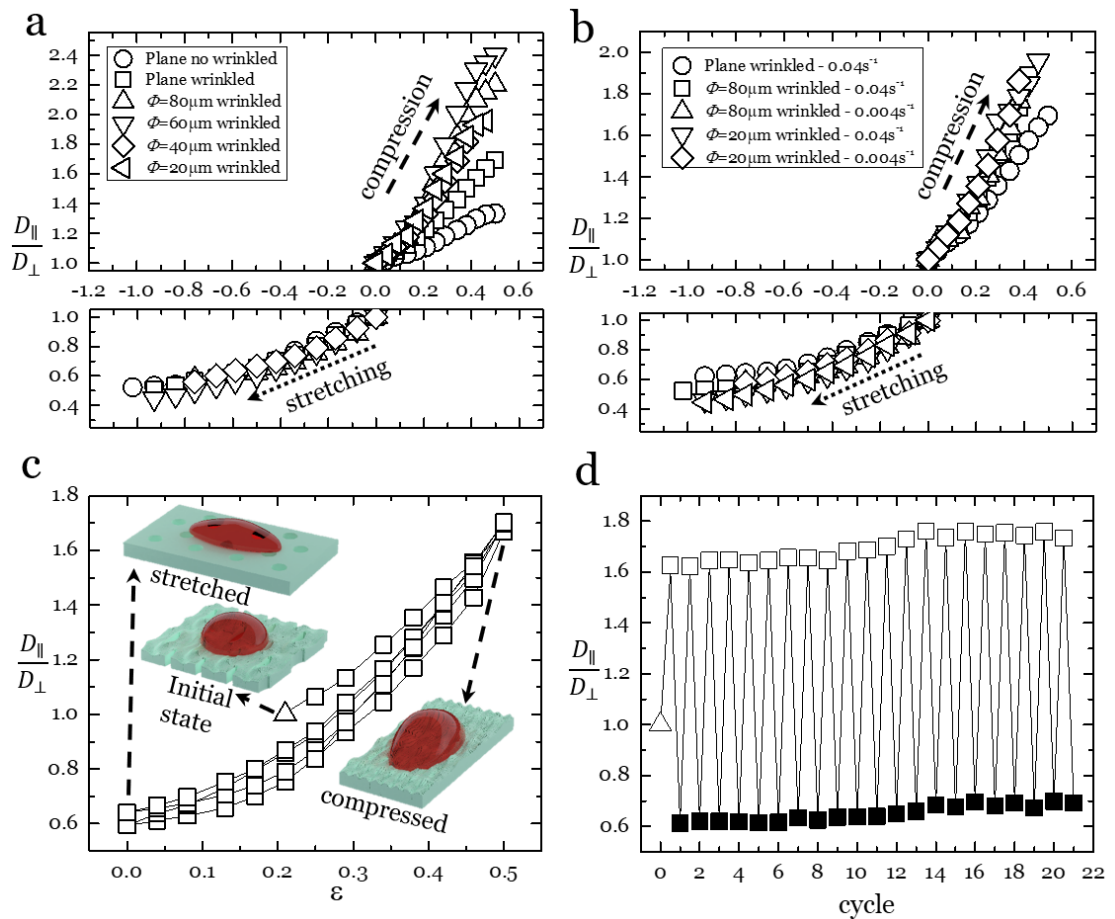 a
2.4
2.2
2.0
1.8
1.6
1.4
1.2
1.0
D∥
D⊥
Plane no wrinkled
Plane wrinkled
Φ=80µm wrinkled
Φ=60µm wrinkled
Φ=40µm wrinkled
Φ=20µm wrinkled
compression
-1.2 -1.0 -0.8 -0.6 -0.4 -0.2 0.0 0.2 0.4 0.6
1.0
0.8
0.6
0.4
stretching
b
2.0
1.8
1.6
1.4
1.2
1.0
D∥
D⊥
Plane wrinkled - 0.04s⁻¹
Φ=80µm wrinkled - 0.04s⁻¹
Φ=80µm wrinkled - 0.004s⁻¹
Φ=20µm wrinkled - 0.04s⁻¹
Φ=20µm wrinkled - 0.004s⁻¹
compression
-1.0 -0.8 -0.6 -0.4 -0.2 0.0 0.2 0.4 0.6
1.0
0.8
0.6
0.4
stretching
c
1.8
1.6
1.4
1.2
1.0
0.8
0.6
D∥
D⊥
stretched
Initial
state
compressed
0.0 0.1 0.2 0.3 0.4 0.5
ε
d
1.8
1.6
1.4
1.2
1.0
0.8
0.6
D∥
D⊥
0 2 4 6 8 10 12 14 16 18 20 22
cycle